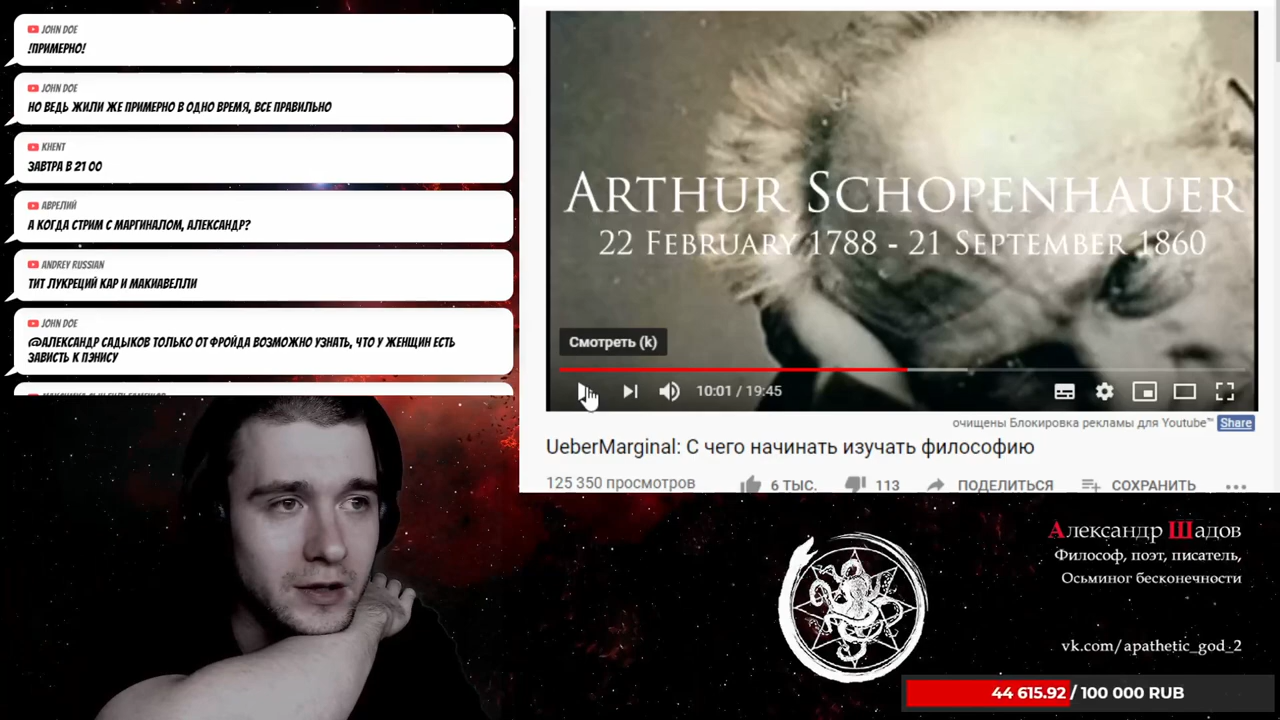 JOHN DOE
!ПРИМЕРНО!
JOHN DOE
НО ВЕДЬ ЖИЛИ ЖЕ ПРИМЕРНО В ОДНО ВРЕМЯ, ВСЕ ПРАВИЛЬНО
KHENT
ЗАВТРА В 21 00
АВРЕЛИЙ
А КОГДА СТРИМ С МАРГИНАЛОМ, АЛЕКСАНДР?
ANDREY RUSSIAN
ТИТ ЛУКРЕЦИЙ КАР И МАКИАВЕЛЛИ
JOHN DOE
@АЛЕКСАНДР САДЫКОВ ТОЛЬКО ОТ ФРОЙДА ВОЗМОЖНО УЗНАТЬ, ЧТО У ЖЕНЩИН ЕСТЬ
ЗАВИСТЬ К ПЭНИСУ
ARTHUR SCHOPENHAUER
22 FEBRUARY 1788 - 21 SEPTEMBER 1860
Смотреть (k)
10:01 / 19:45
очищены Блокировка рекламы для Youtube™ Share
UeberMarginal: С чего начинать изучать философию
125 350 просмотров
6 ТЫС.
113
ПОДЕЛИТЬСЯ
СОХРАНИТЬ
Александр Шадов
Философ, поэт, писатель,
Осьминог бесконечности
vk.com/apathetic_god_2
44 615.92 / 100 000 RUB